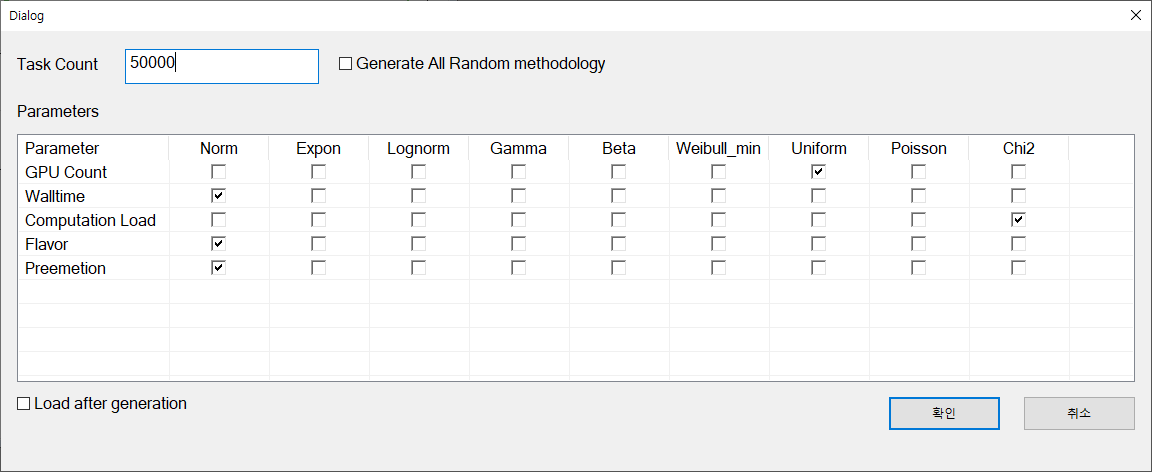 Dialog
Task Count 50000 Generate All Random methodology
Parameters
Parameter Norm Expon Lognorm Gamma Beta Weibull_min Uniform Poisson Chi2
GPU Count
Walltime
Computation Load
Flavor
Preemetion
Load after generation 확인 취소